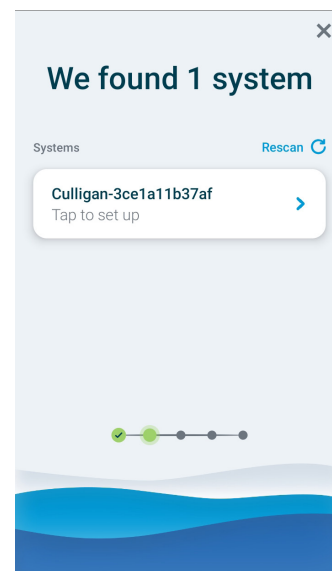 We found 1 system
Systems
Rescan
Culligan-3ce1a11b37af
Tap to set up